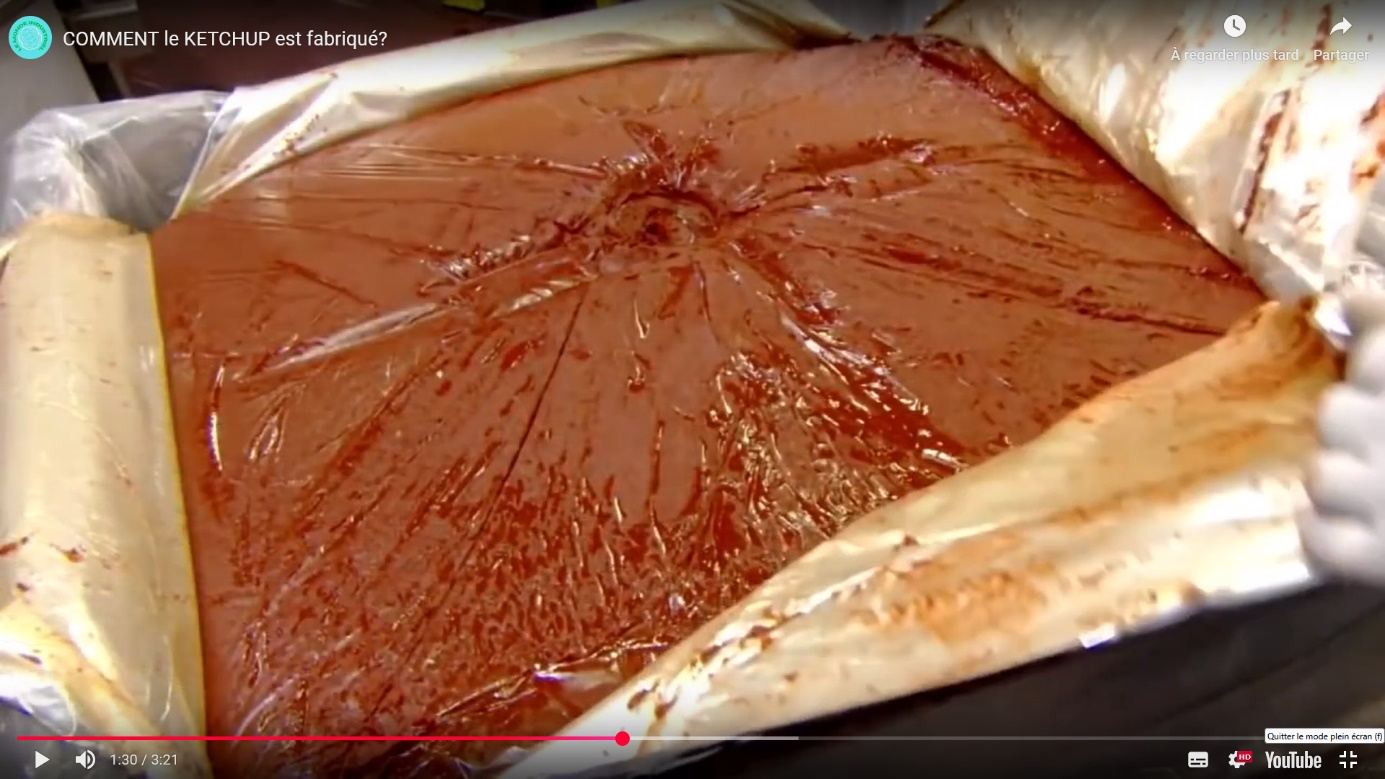 COMMENT le KETCHUP est fabriqué?
À regarder plus tard
Partager
Quitter le mode plein écran (f)
1:30 / 3:21
HD
YouTube